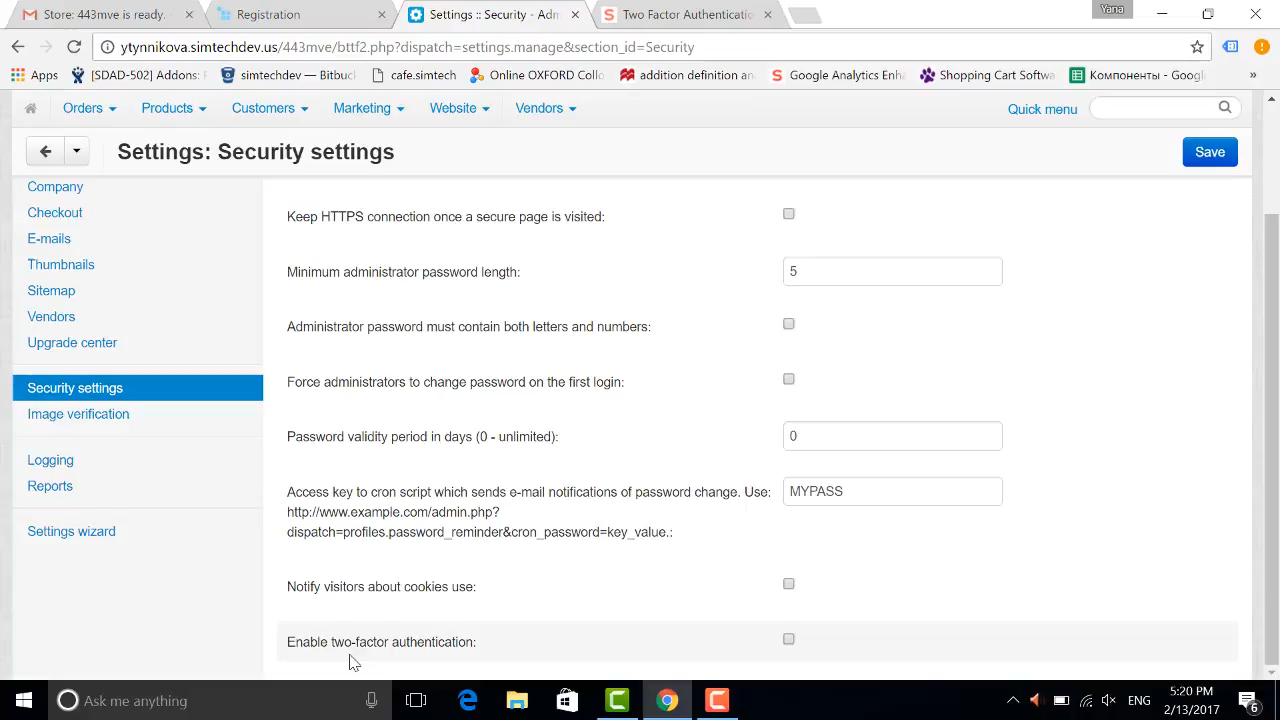 Store: 443mve is ready.
Registration
Settings :: Security - Adm
Two Factor Authenticatio
Yana
ytynnikova.simtechdev.us/443mve/bttf2.php?dispatch=settings.manage&section_id=Security
Apps
[SDAD-502] Addons:
simtechdev — Bitbuc
cafe.simtech
Online OXFORD Collo
addition definition an
Google Analytics Enh
Shopping Cart Softwa
Компоненты - Googl
»
Orders
Products
Customers
Marketing
Website
Vendors
Quick menu
Settings: Security settings
Save
Company
Checkout
E-mails
Thumbnails
Sitemap
Vendors
Upgrade center
Security settings
Image verification
Logging
Reports
Settings wizard
Keep HTTPS connection once a secure page is visited:
Minimum administrator password length:
5
Administrator password must contain both letters and numbers:
Force administrators to change password on the first login:
Password validity period in days (0 - unlimited):
0
Access key to cron script which sends e-mail notifications of password change. Use:
http://www.example.com/admin.php?
dispatch=profiles.password_reminder&cron_password=key_value.:
MYPASS
Notify visitors about cookies use:
Enable two-factor authentication:
Ask me anything
ENG
5:20 PM
2/13/2017
6